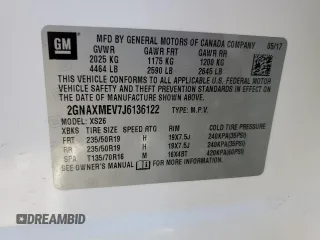 GM
MFD BY GENERAL MOTORS OF CANADA COMPANY 05/17
GVWR GAWR FRT GAWR RR
2025 KG 1175 KG 1200 KG
4464 LB 2590 LB 2645 LB
THIS VEHICLE CONFORMS TO ALL APPLICABLE U.S. FEDERAL MOTOR
VEHICLE SAFETY AND THEFT PREVENTION STANDARDS IN EFFECT
ON THE DATE OF MANUFACTURE SHOWN ABOVE.
2GNAXMEV7J6136122
TYPE: M.P.V.
MODEL: XS26
XBKS TIRE SIZE SPEED RTG RIM COLD TIRE PRESSURE
FRT 235/50R19 H 19X7.5J 240KPA(35PSI)
RR 235/50R19 H 19X7.5J 240KPA(35PSI)
SPA T135/70R16 M 16X4BT 420KPA(60PSI)
SEE OWNER'S MANUAL FOR MORE INFORMATION.
DREAMBID